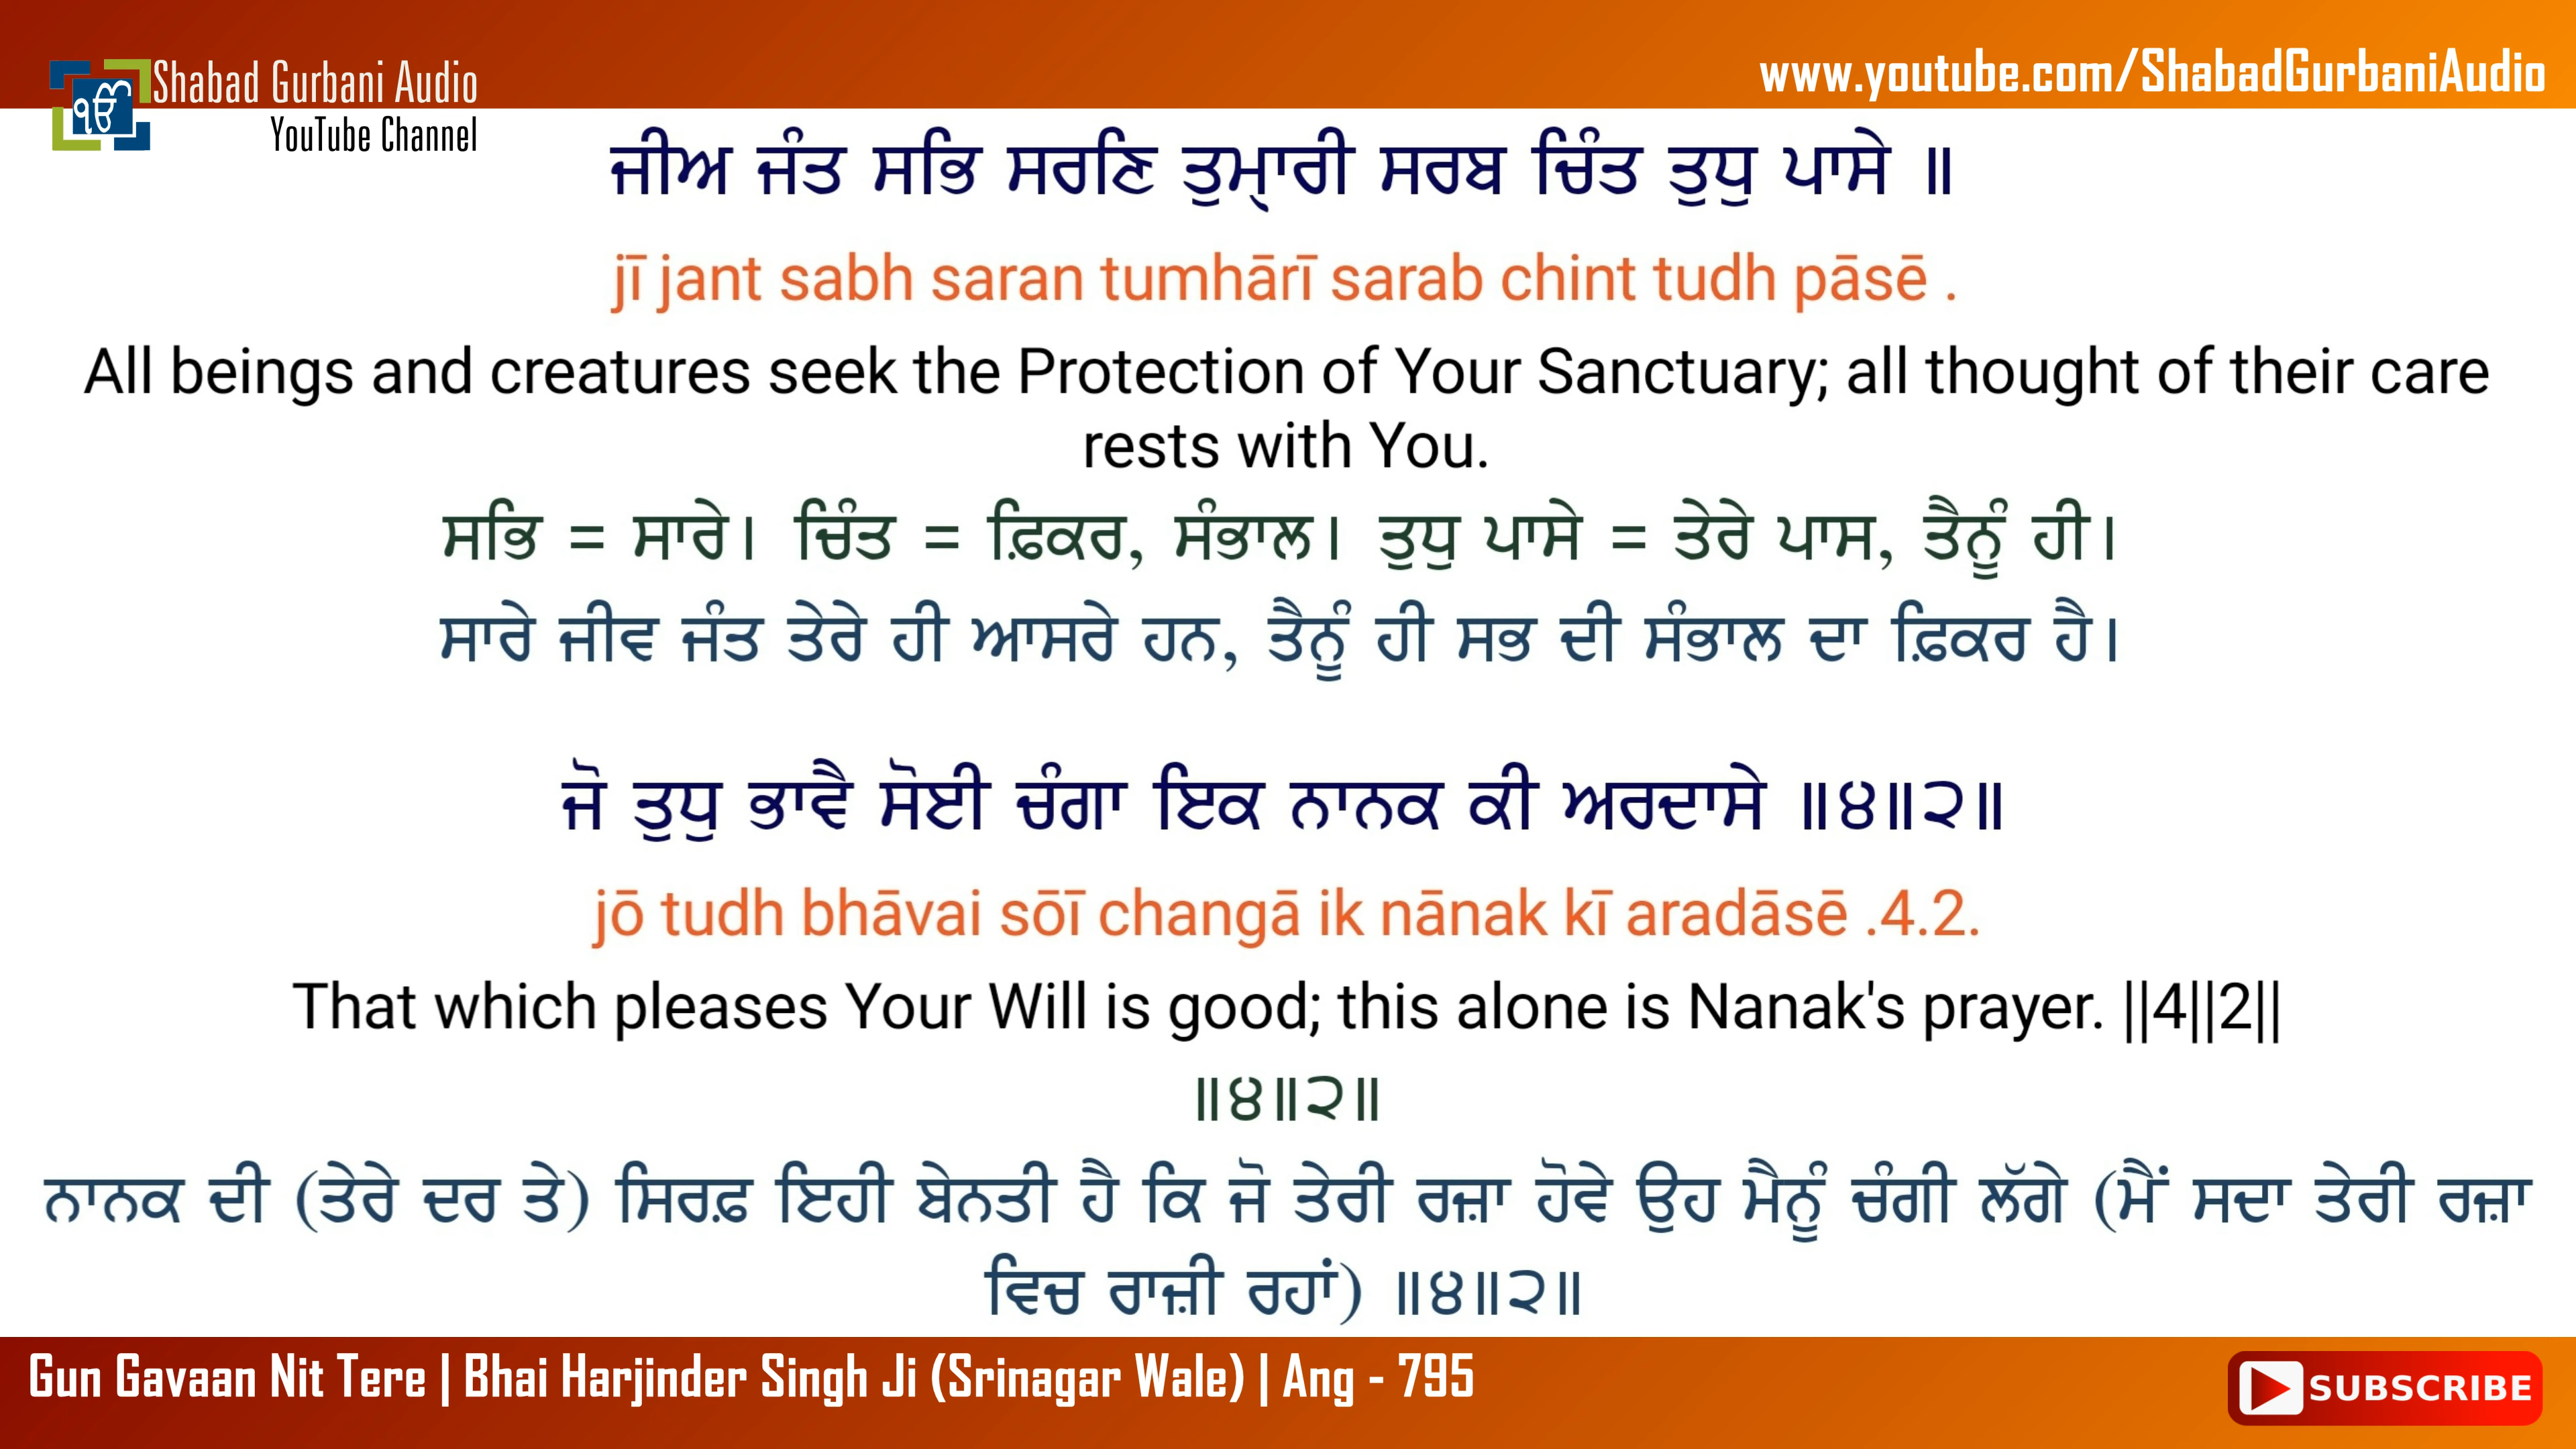 Shabad Gurbani Audio
YouTube Channel
www.youtube.com/ShabadGurbaniAudio
ੴ
ਜੀਅ ਜੰਤ ਸਭਿ ਸਰਣਿ ਤੁਮ੍ਹਾਰੀ ਸਰਬ ਚਿੰਤ ਤੁਧੁ ਪਾਸੇ ॥
jī jant sabh saran tumhārī sarab chint tudh pāsē .
All beings and creatures seek the Protection of Your Sanctuary; all thought of their care
rests with You.
ਸਭਿ = ਸਾਰੇ। ਚਿੰਤ = ਫ਼ਿਕਰ, ਸੰਭਾਲ। ਤੁਧੁ ਪਾਸੇ = ਤੇਰੇ ਪਾਸ, ਤੈਨੂੰ ਹੀ।
ਸਾਰੇ ਜੀਵ ਜੰਤ ਤੇਰੇ ਹੀ ਆਸਰੇ ਹਨ, ਤੈਨੂੰ ਹੀ ਸਭ ਦੀ ਸੰਭਾਲ ਦਾ ਫ਼ਿਕਰ ਹੈ।
ਜੋ ਤੁਧੁ ਭਾਵੈ ਸੋਈ ਚੰਗਾ ਇਕ ਨਾਨਕ ਕੀ ਅਰਦਾਸੇ ॥੪॥੨॥
jō tudh bhāvai sōī changā ik nānak kī aradāsē .4.2.
That which pleases Your Will is good; this alone is Nanak's prayer. ||4||2||
॥੪॥੨॥
ਨਾਨਕ ਦੀ (ਤੇਰੇ ਦਰ ਤੇ) ਸਿਰਫ਼ ਇਹੀ ਬੇਨਤੀ ਹੈ ਕਿ ਜੋ ਤੇਰੀ ਰਜ਼ਾ ਹੋਵੇ ਉਹ ਮੈਨੂੰ ਚੰਗੀ ਲੱਗੇ (ਮੈਂ ਸਦਾ ਤੇਰੀ ਰਜ਼ਾ
ਵਿਚ ਰਾਜ਼ੀ ਰਹਾਂ) ॥੪॥੨॥
Gun Gavaan Nit Tere | Bhai Harjinder Singh Ji (Srinagar Wale) | Ang - 795
SUBSCRIBE